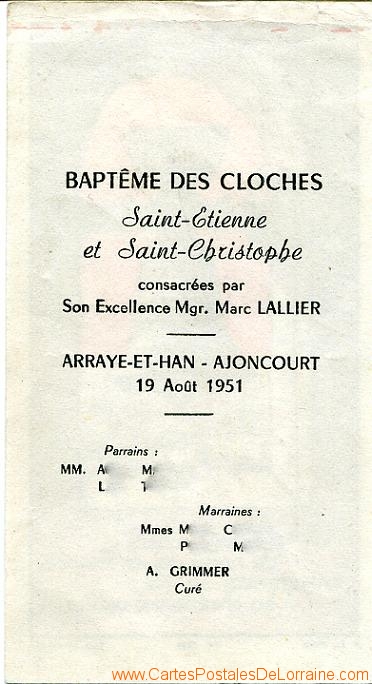 BAPTÊME DES CLOCHES
Saint-Etienne
et Saint-Christophe
consacrées par
Son Excellence Mgr. Marc LALLIER
ARRAYE-ET-HAN - AJONCOURT
19 Août 1951
Parrains :
MM. A M
L T
Marraines :
Mmes M C
P M
A. GRIMMER
Curé
www.CartesPostalesDeLorraine.com